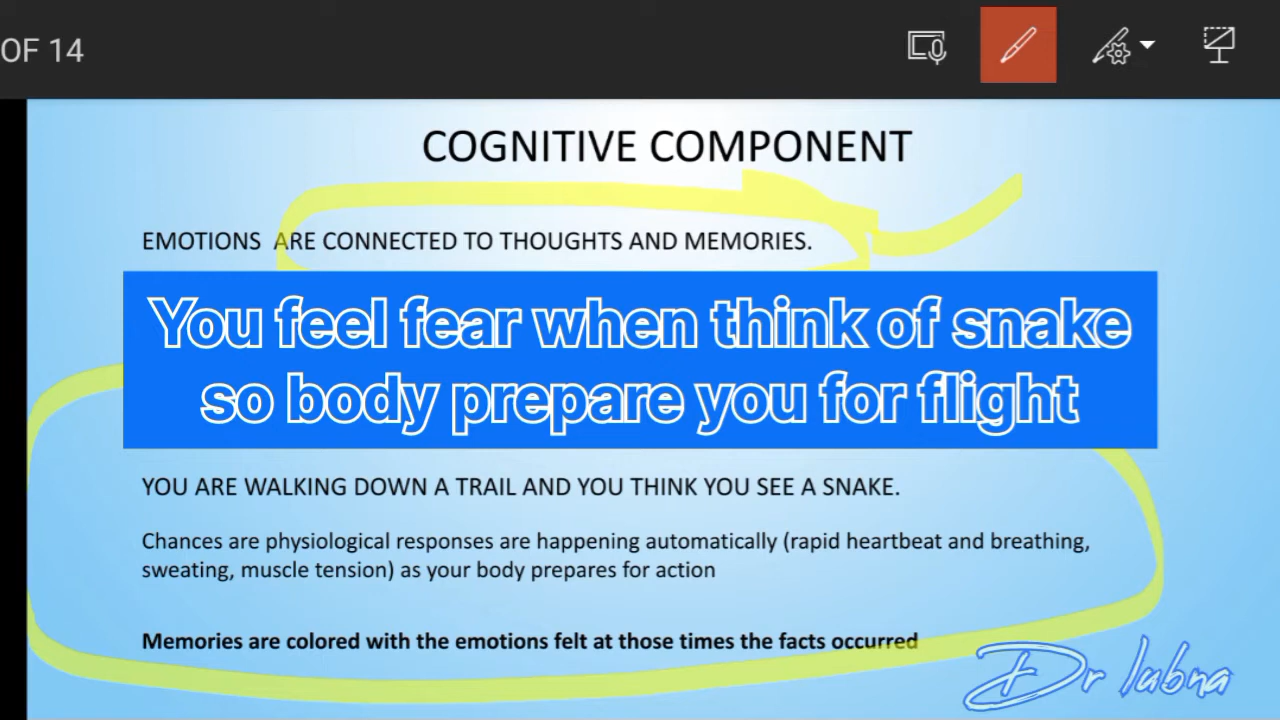 OF 14
COGNITIVE COMPONENT
EMOTIONS ARE CONNECTED TO THOUGHTS AND MEMORIES.
You feel fear when think of snake
so body prepare you for flight
YOU ARE WALKING DOWN A TRAIL AND YOU THINK YOU SEE A SNAKE.
Chances are physiological responses are happening automatically (rapid heartbeat and breathing,
sweating, muscle tension) as your body prepares for action
Memories are colored with the emotions felt at those times the facts occurred
Dr lubna